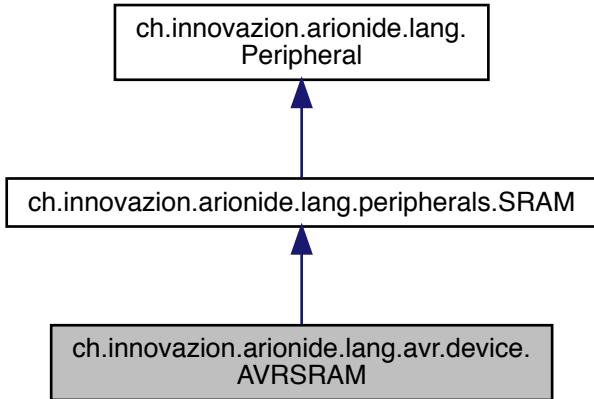 ch.innovazion.arionide.lang.
Peripheral
ch.innovazion.arionide.lang.peripherals.SRAM
ch.innovazion.arionide.lang.avr.device.
AVRSRAM